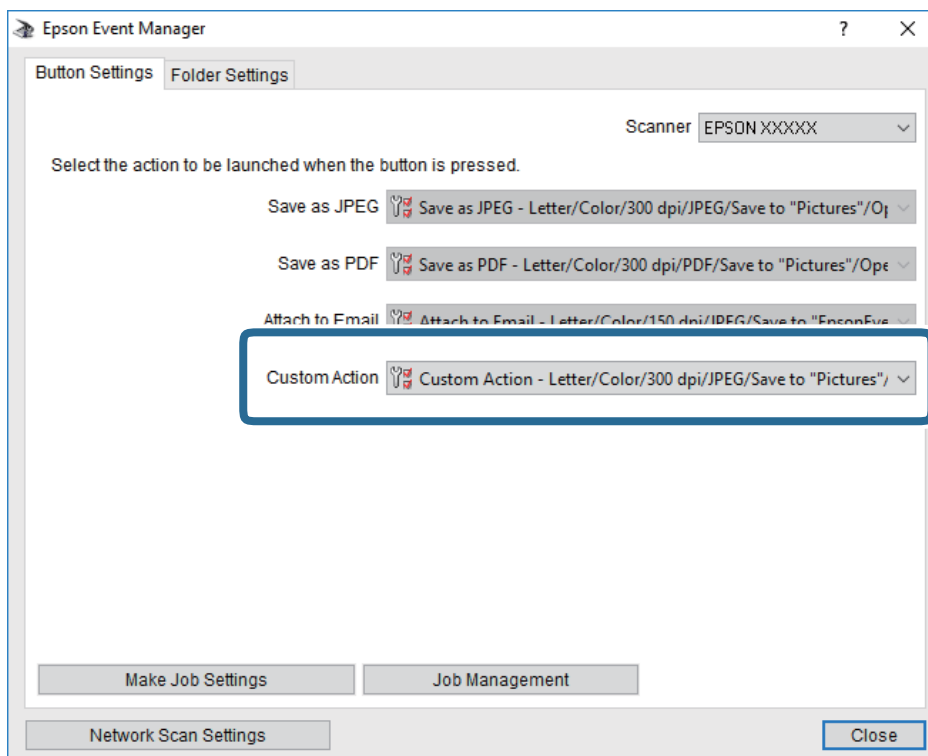 Epson Event Manager ?
Button Settings Folder Settings
Scanner EPSON XXXXX
Select the action to be launched when the button is pressed.
Save as JPEG Save as JPEG - Letter/Color/300 dpi/JPEG/Save to "Pictures"/Op
Save as PDF Save as PDF - Letter/Color/300 dpi/PDF/Save to "Pictures"/Ope
Attach to Email Attach to Email - Letter/Color/150 dpi/JPEG/Save to "EpsonEve
Custom Action Custom Action - Letter/Color/300 dpi/JPEG/Save to "Pictures"/
Make Job Settings Job Management
Network Scan Settings Close